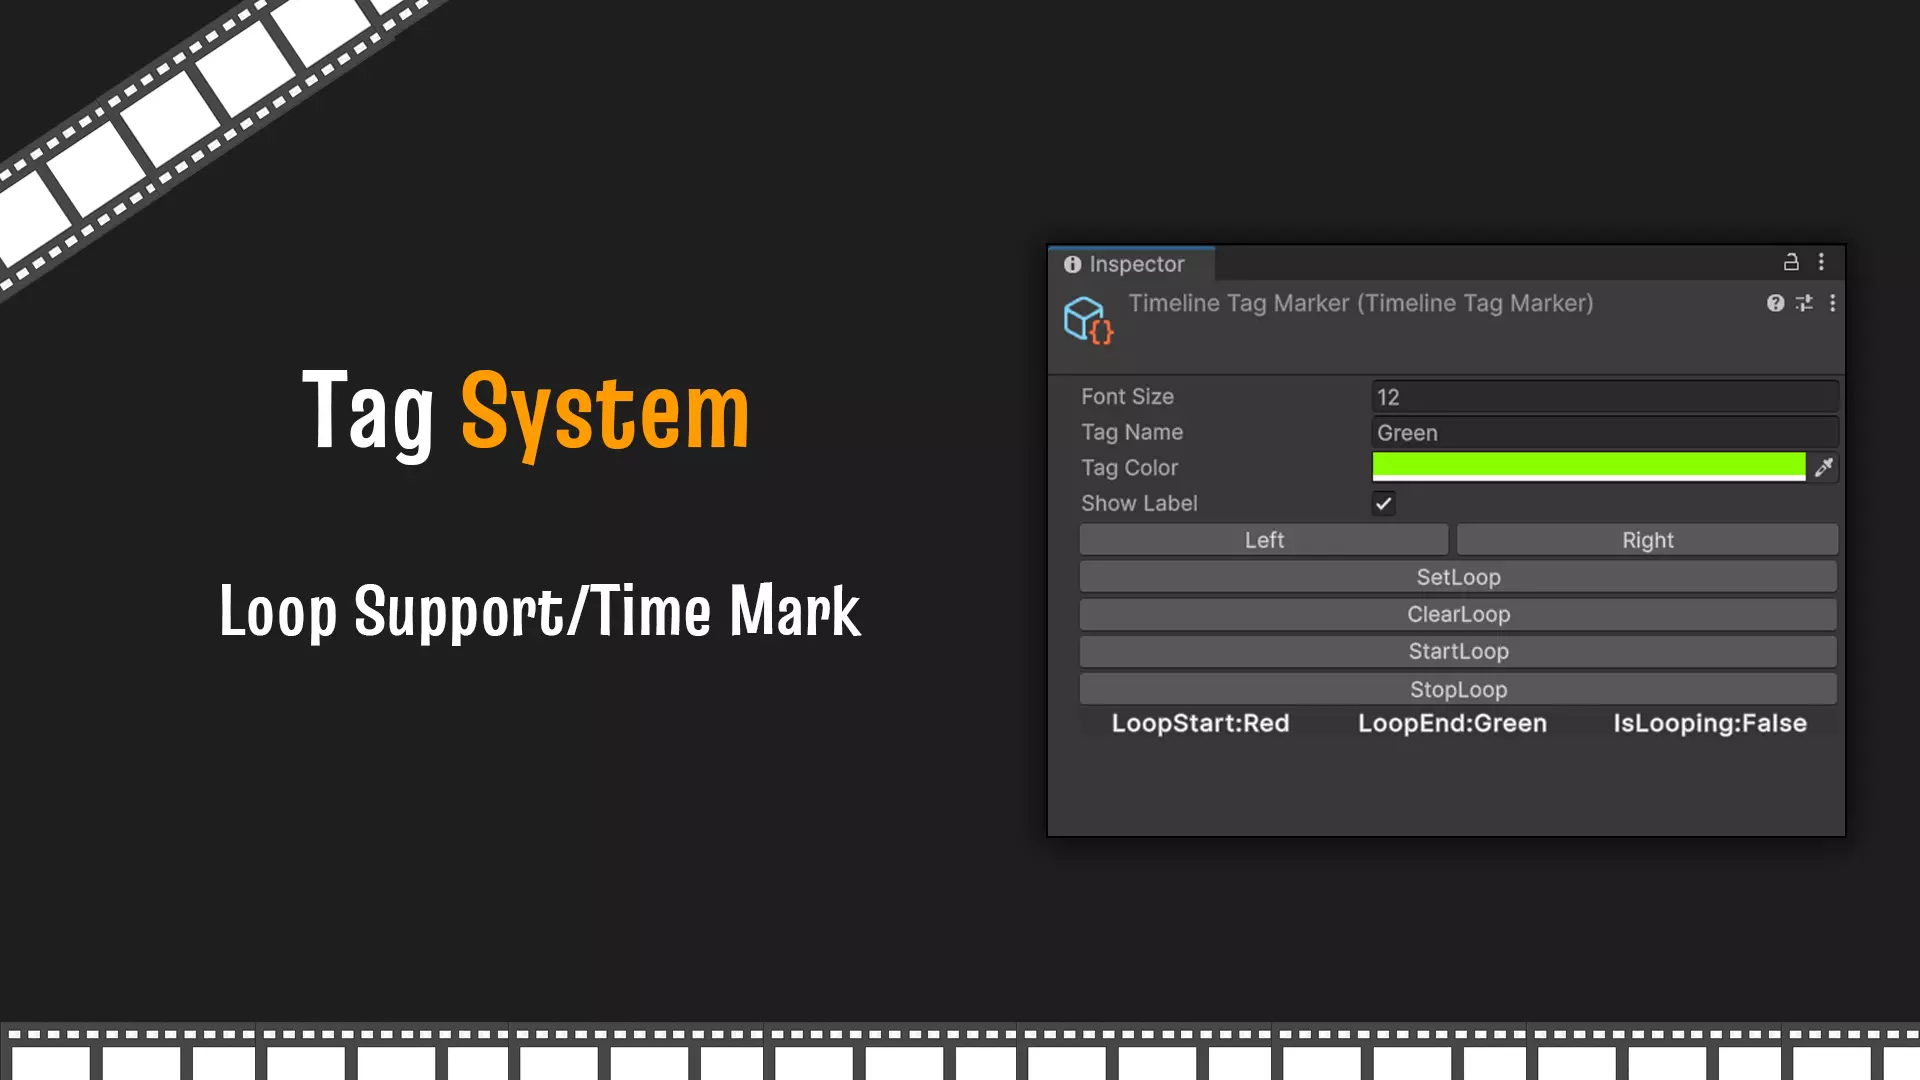 Tag System
Loop Support/Time Mark
Inspector
Timeline Tag Marker (Timeline Tag Marker)
Font Size 12
Tag Name Green
Tag Color
Show Label
Left Right
SetLoop
ClearLoop
StartLoop
StopLoop
LoopStart:Red LoopEnd:Green IsLooping:False